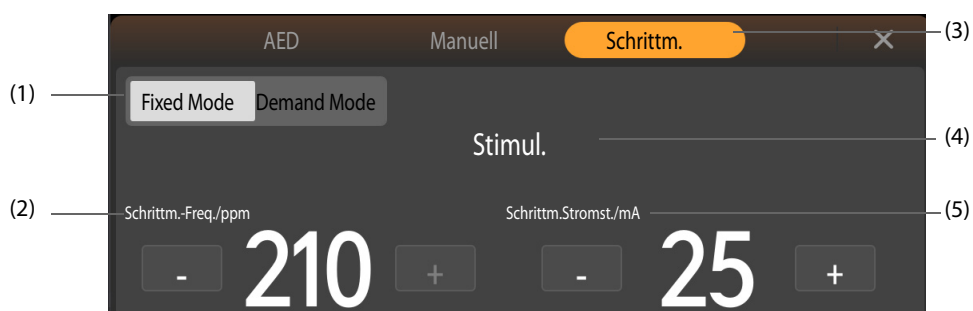 AED Manuell Schrittm. × (3)
(1) Fixed Mode Demand Mode
Stimul. (4)
(2) Schrittm.-Freq./ppm Schrittm.Stromst./mA (5)
- 210 + - 25 +